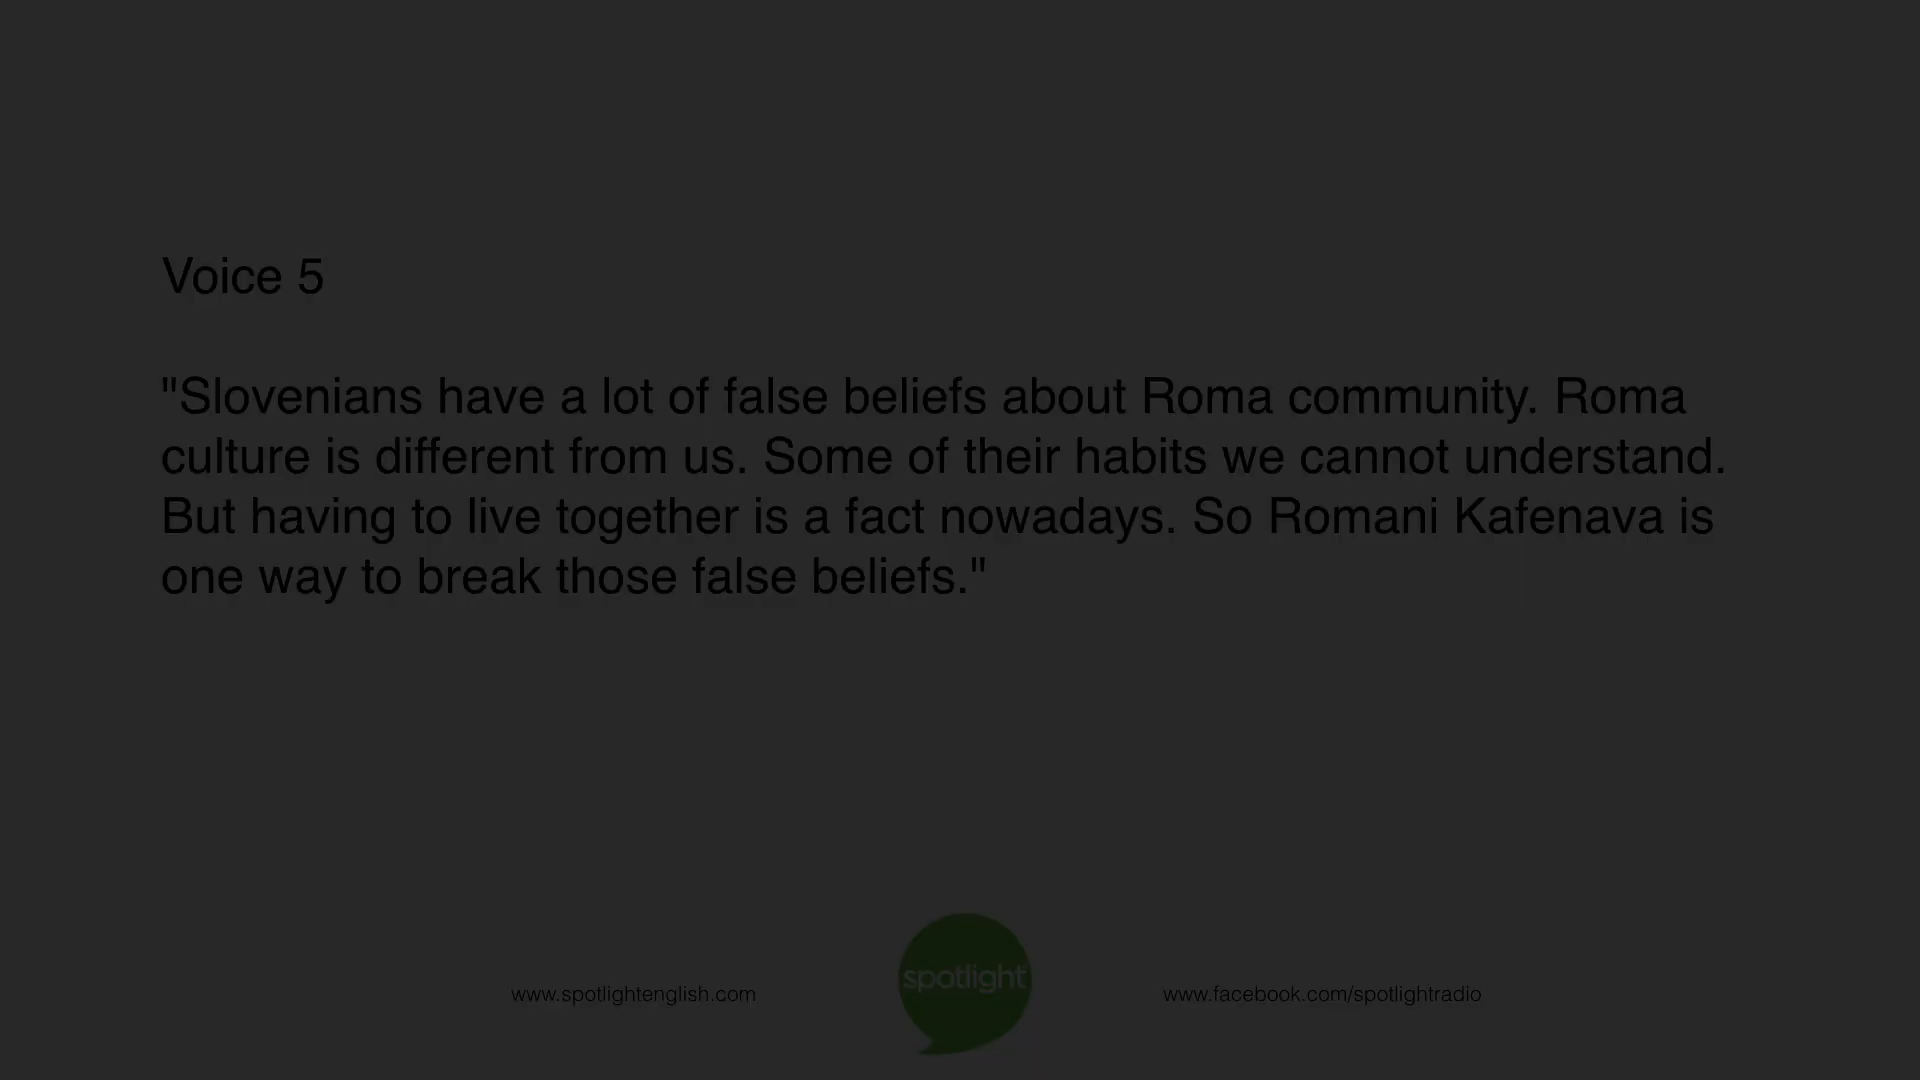 Voice 5
"Slovenians have a lot of false beliefs about Roma community. Roma
culture is different from us. Some of their habits we cannot understand.
But having to live together is a fact nowadays. So Romani Kafenava is
one way to break those false beliefs."
www.spotlightenglish.com
spotlight
www.facebook.com/spotlightradio